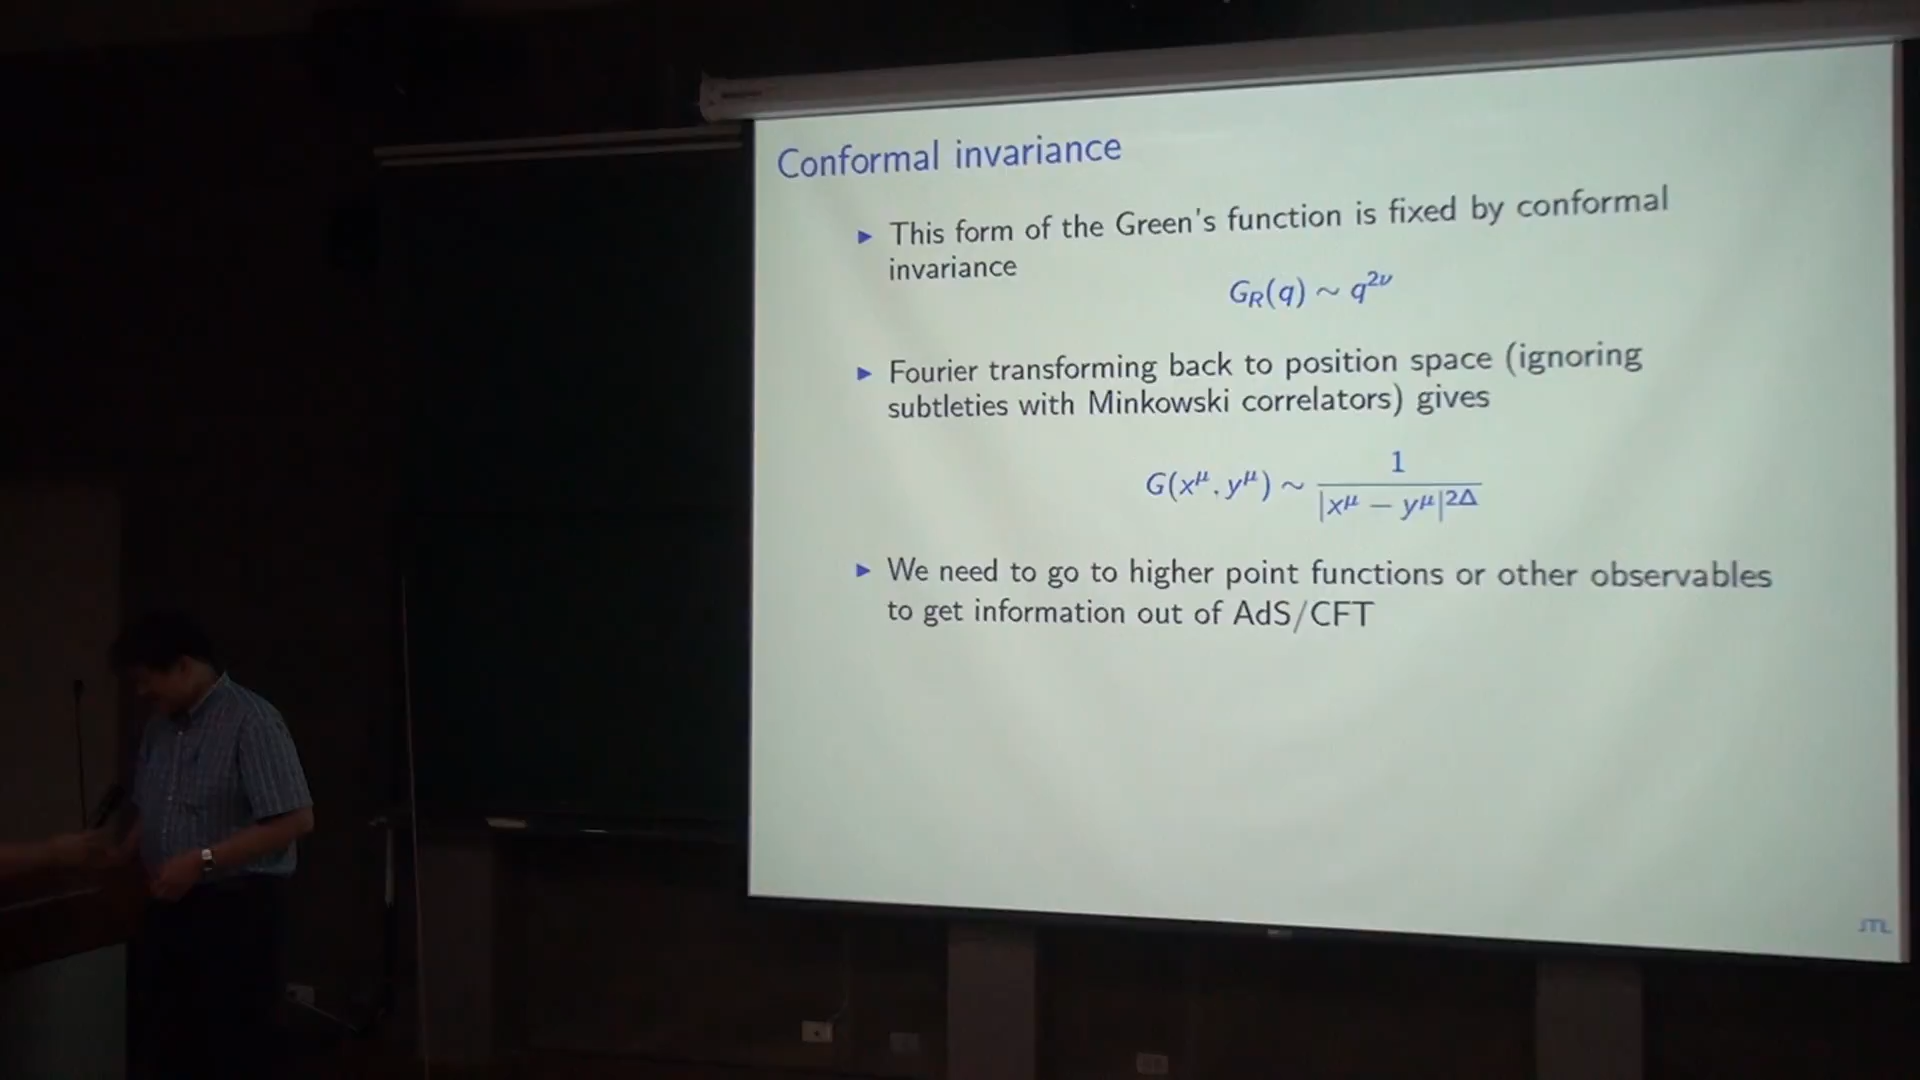 Conformal invariance
▶ This form of the Green's function is fixed by conformal
invariance
G_R(q) ∼ q^{2ν}
▶ Fourier transforming back to position space (ignoring
subtleties with Minkowski correlators) gives
G(x^μ, y^μ) ∼ 1 / |x^μ − y^μ|^{2Δ}
▶ We need to go to higher point functions or other observables
to get information out of AdS/CFT